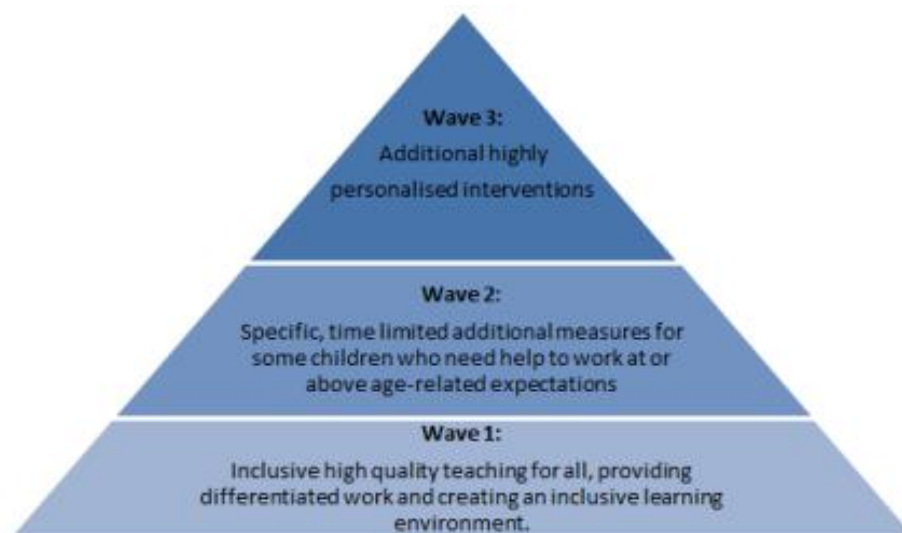 Wave 3:
Additional highly
personalised interventions
Wave 2:
Specific, time limited additional measures for
some children who need help to work at or
above age-related expectations
Wave 1:
Inclusive high quality teaching for all, providing
differentiated work and creating an inclusive learning
environment.